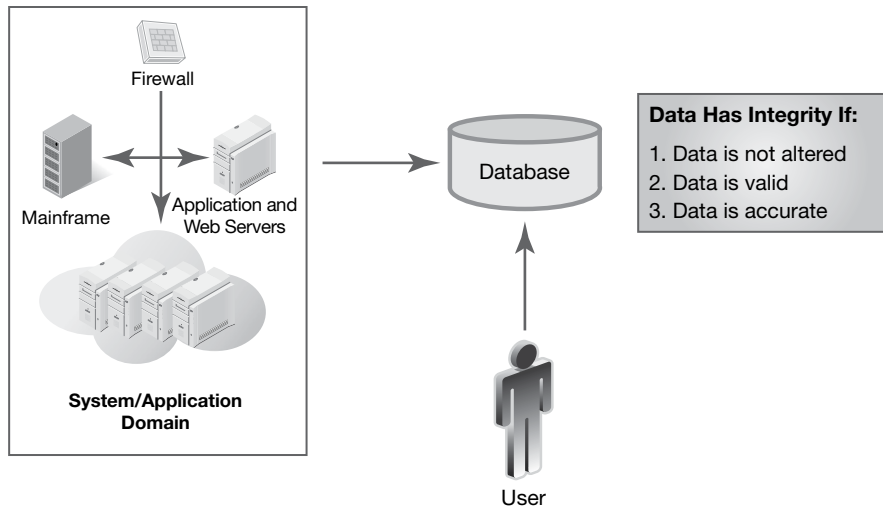 Firewall
Mainframe
Application and
Web Servers
System/Application
Domain
Database
User
Data Has Integrity If:
1. Data is not altered
2. Data is valid
3. Data is accurate